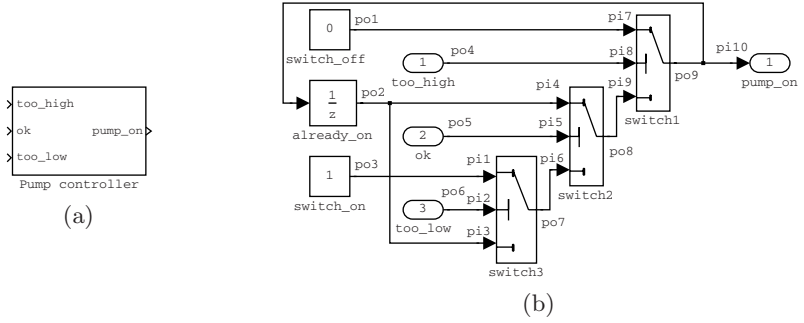 too_high
ok
pump_on
too_low
Pump controller
(a)
po1
pi7
0
switch_off
po4
pi8
1
too_high
pi10
1
po9
pump_on
pi9
1
z
po2
pi4
already_on
switch1
po5
pi5
2
ok
po8
po3
pi1
pi6
1
switch_on
po6
pi2
switch2
3
too_low
po7
pi3
switch3
(b)